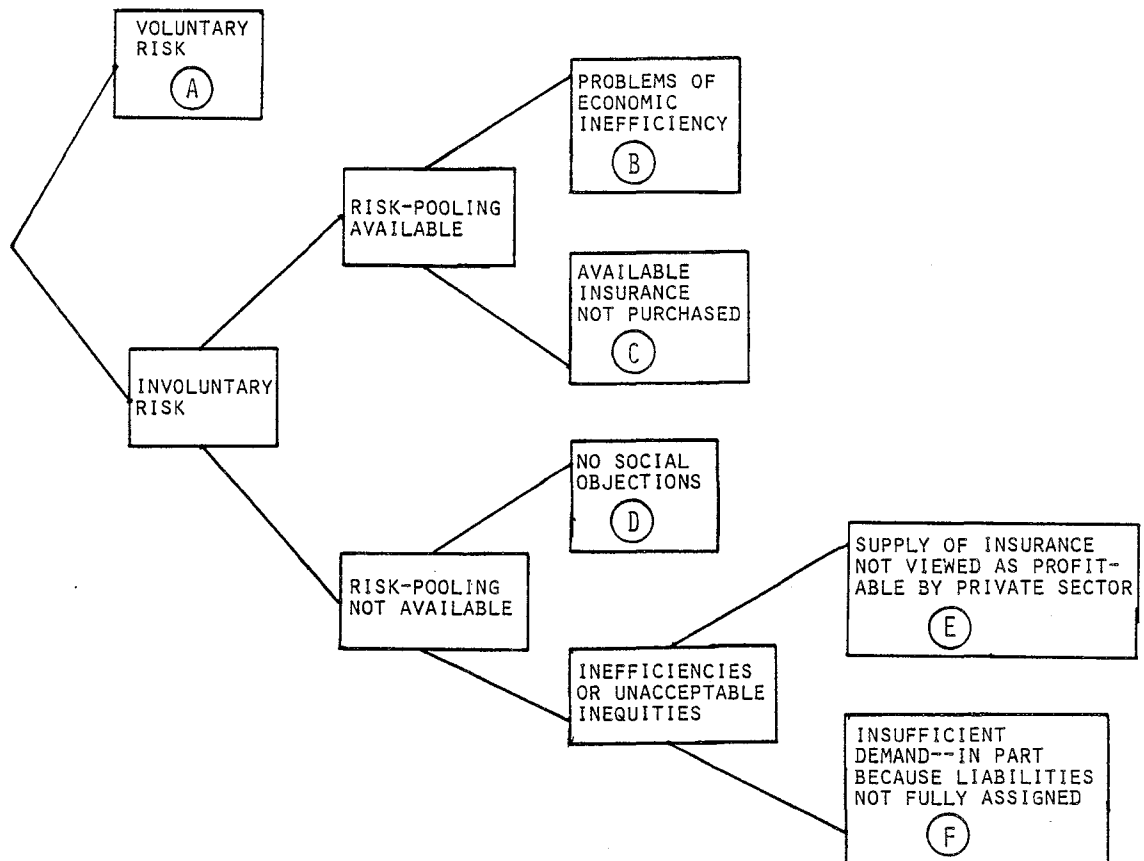 VOLUNTARY
RISK
A
PROBLEMS OF
ECONOMIC
INEFFICIENCY
B
RISK-POOLING
AVAILABLE
AVAILABLE
INSURANCE
NOT PURCHASED
C
INVOLUNTARY
RISK
NO SOCIAL
OBJECTIONS
D
RISK-POOLING
NOT AVAILABLE
SUPPLY OF INSURANCE
NOT VIEWED AS PROFIT-
ABLE BY PRIVATE SECTOR
E
INEFFICIENCIES
OR UNACCEPTABLE
INEQUITIES
INSUFFICIENT
DEMAND--IN PART
BECAUSE LIABILITIES
NOT FULLY ASSIGNED
F